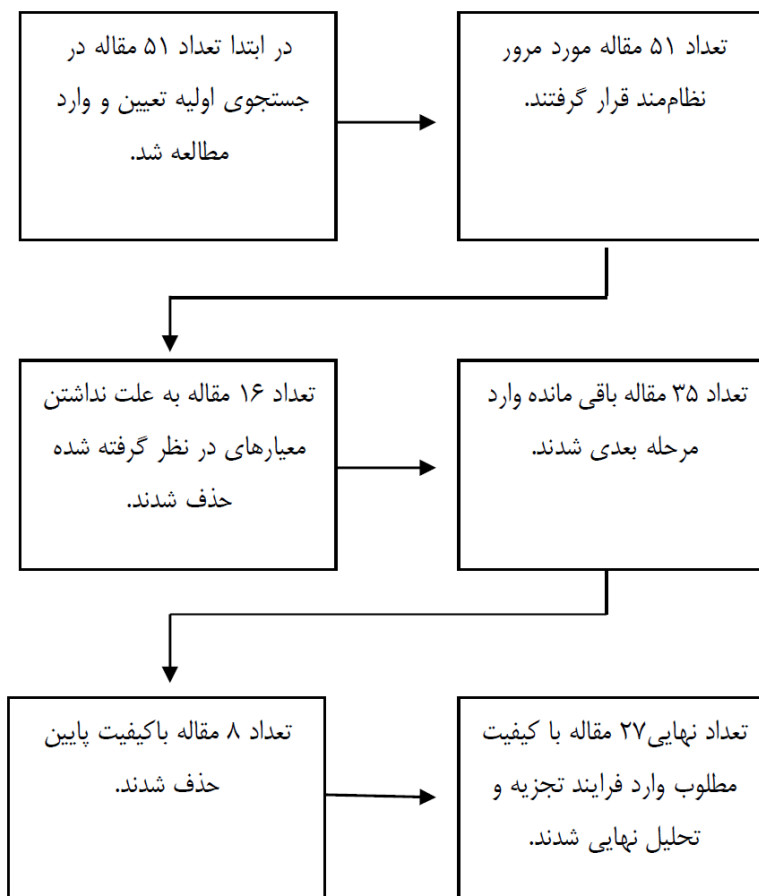 در ابتدا تعداد ۵۱ مقاله در
جستجوی اولیه تعیین و وارد
مطالعه شد.
تعداد ۵۱ مقاله مورد مرور
نظام‌مند قرار گرفتند.
تعداد ۱۶ مقاله به علت نداشتن
معیارهای در نظر گرفته شده
حذف شدند.
تعداد ۳۵ مقاله باقی مانده وارد
مرحله بعدی شدند.
تعداد ۸ مقاله باکیفیت پایین
حذف شدند.
تعداد نهایی۲۷ مقاله با کیفیت
مطلوب وارد فرایند تجزیه و
تحلیل نهایی شدند.